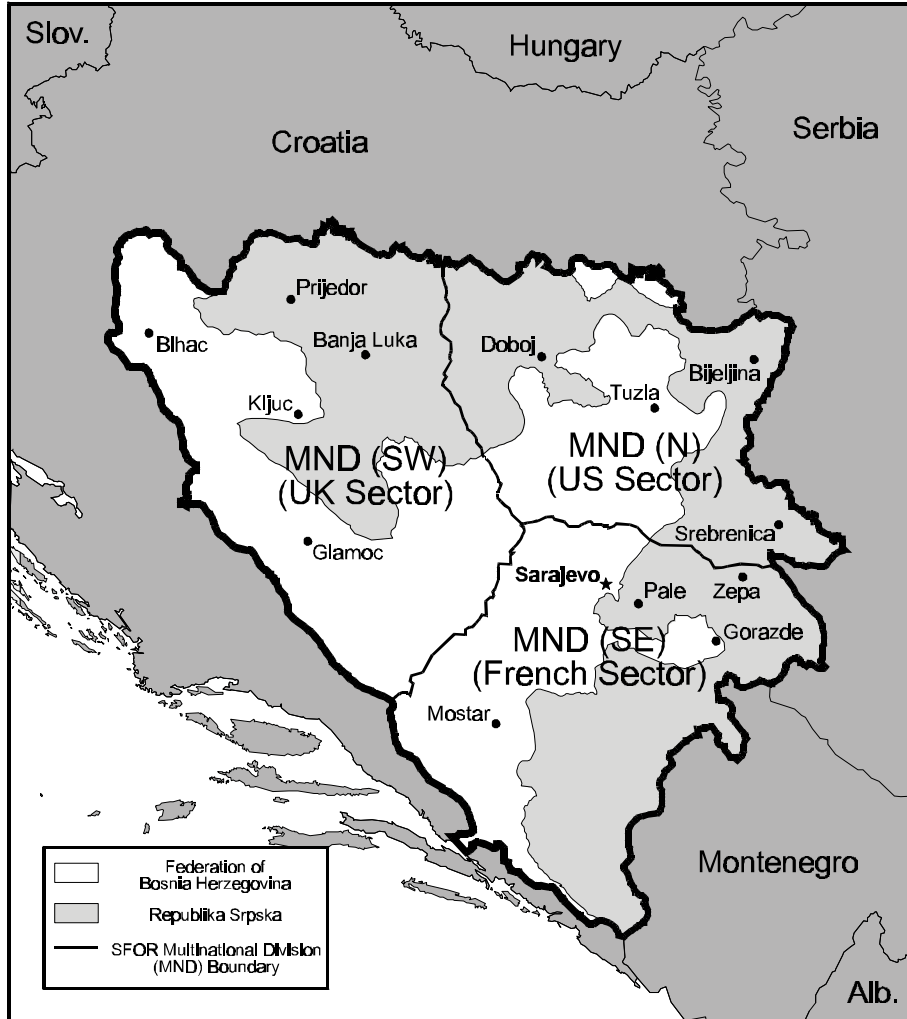 Slov.
Hungary
Serbia
Croatia
Prijedor
Blhac
Banja Luka
Doboj
Bijeljina
Kljuc
Tuzla
MND (SW)
(UK Sector)
MND (N)
(US Sector)
Srebrenica
Glamoc
Sarajevo
Pale
Zepa
MND (SE)
(French Sector)
Gorazde
Mostar
Montenegro
Alb.
Federation of
Bosnia Herzegovina
Republika Srpska
SFOR Multinational Division
(MND) Boundary